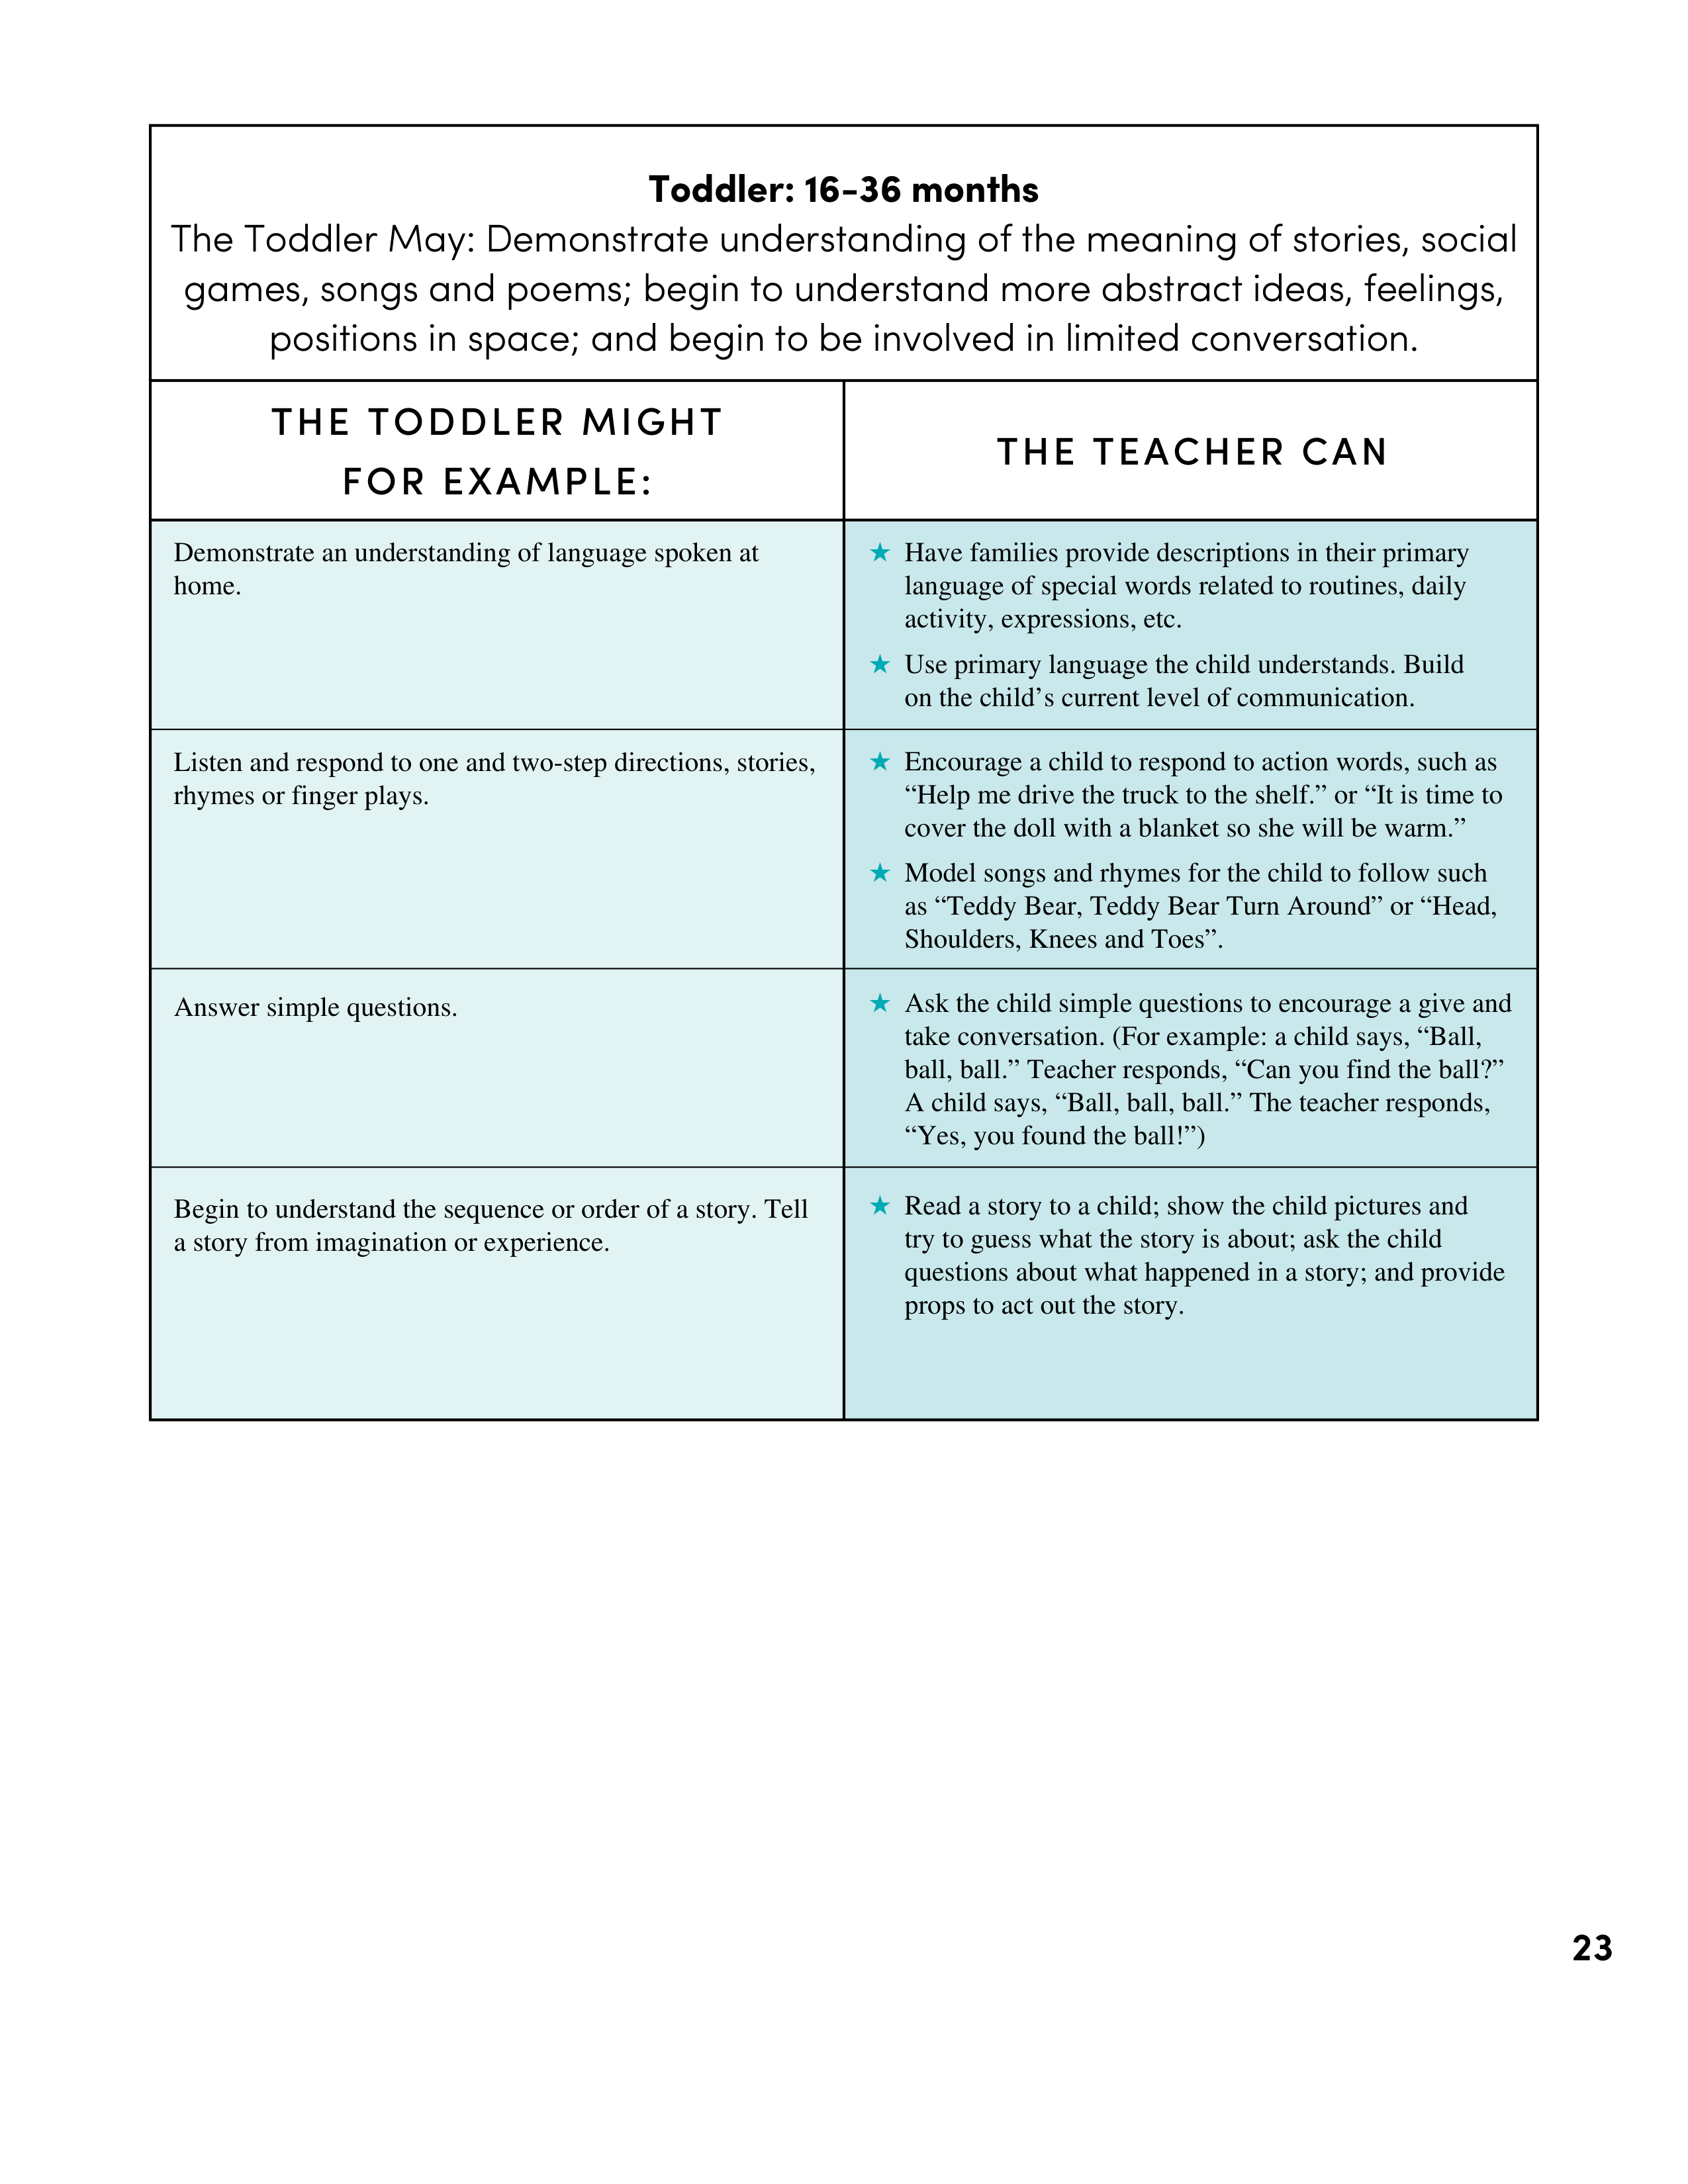 Toddler: 16-36 months
The Toddler May: Demonstrate understanding of the meaning of stories, social
games, songs and poems; begin to understand more abstract ideas, feelings,
positions in space; and begin to be involved in limited conversation.
THE TODDLER MIGHT
FOR EXAMPLE:
THE TEACHER CAN
Demonstrate an understanding of language spoken at
home.
★ Have families provide descriptions in their primary
language of special words related to routines, daily
activity, expressions, etc.
★ Use primary language the child understands. Build
on the child’s current level of communication.
Listen and respond to one and two-step directions, stories,
rhymes or finger plays.
★ Encourage a child to respond to action words, such as
“Help me drive the truck to the shelf.” or “It is time to
cover the doll with a blanket so she will be warm.”
★ Model songs and rhymes for the child to follow such
as “Teddy Bear, Teddy Bear Turn Around” or “Head,
Shoulders, Knees and Toes”.
Answer simple questions.
★ Ask the child simple questions to encourage a give and
take conversation. (For example: a child says, “Ball,
ball, ball.” Teacher responds, “Can you find the ball?”
A child says, “Ball, ball, ball.” The teacher responds,
“Yes, you found the ball!”)
Begin to understand the sequence or order of a story. Tell
a story from imagination or experience.
★ Read a story to a child; show the child pictures and
try to guess what the story is about; ask the child
questions about what happened in a story; and provide
props to act out the story.
23